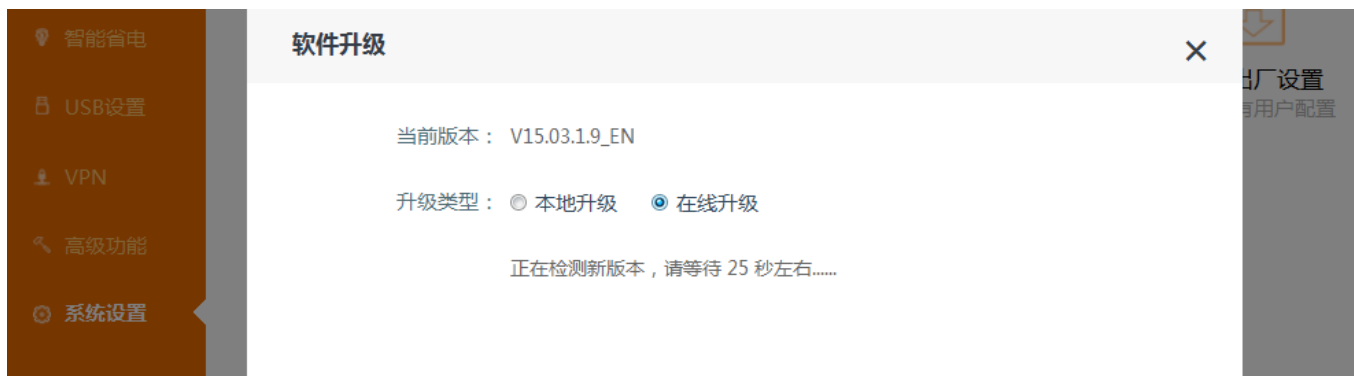 智能省电
USB设置
VPN
高级功能
系统设置
软件升级
当前版本： V15.03.1.9_EN
升级类型： 本地升级 在线升级
正在检测新版本，请等待 25 秒左右......
出厂设置
有用户配置